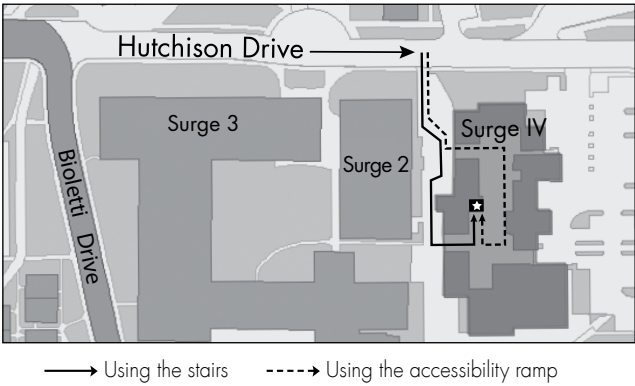 Hutchison Drive
Surge 3
Surge IV
Surge 2
Bioletti Drive
Using the stairs
Using the accessibility ramp